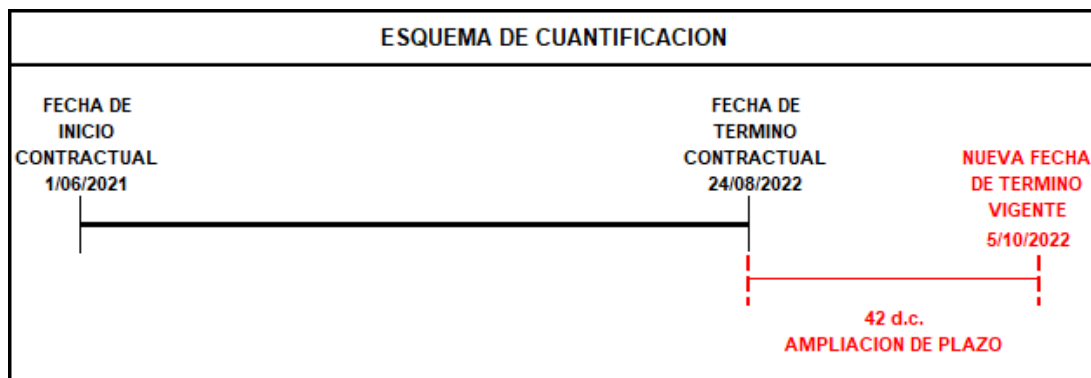 ESQUEMA DE CUANTIFICACION
FECHA DE
INICIO
CONTRACTUAL
1/06/2021
FECHA DE
TERMINO
CONTRACTUAL
24/08/2022
NUEVA FECHA
DE TERMINO
VIGENTE
5/10/2022
42 d.c.
AMPLIACION DE PLAZO